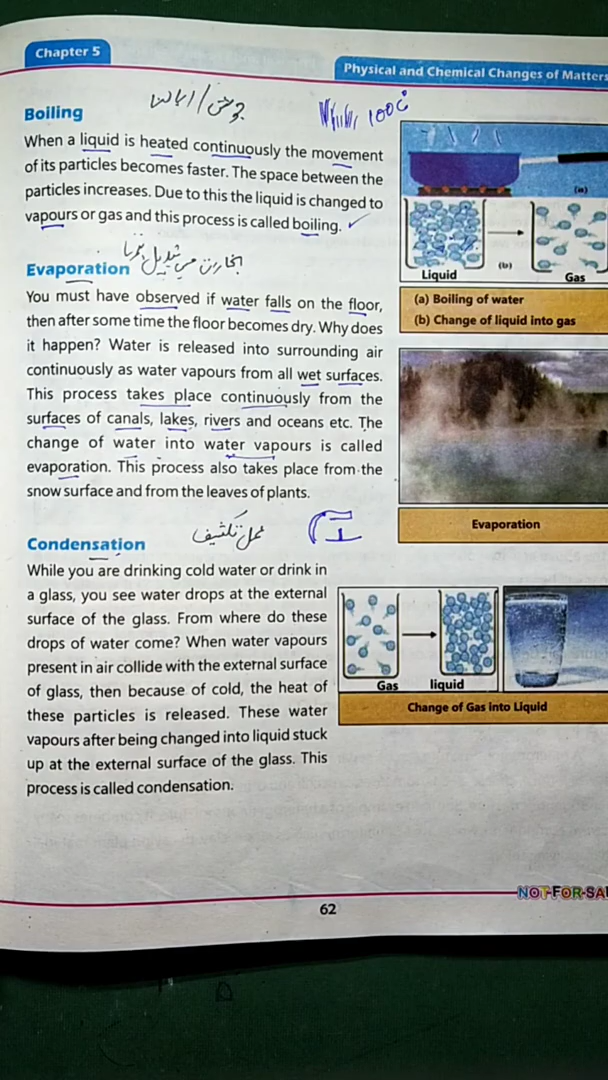 Chapter 5
Physical and Chemical Changes of Matter
جوش / ابالنا
100C
Boiling
When a liquid is heated continuously the movement
of its particles becomes faster. The space between the
particles increases. Due to this the liquid is changed to
vapours or gas and this process is called boiling.
(a)
Liquid
(b)
Gas
(a) Boiling of water
(b) Change of liquid into gas
Evaporation
بخارات میں تبدیل ہونا
You must have observed if water falls on the floor,
then after some time the floor becomes dry. Why does
it happen? Water is released into surrounding air
continuously as water vapours from all wet surfaces.
This process takes place continuously from the
surfaces of canals, lakes, rivers and oceans etc. The
change of water into water vapours is called
evaporation. This process also takes place from the
snow surface and from the leaves of plants.
Evaporation
Condensation
عمل تکثیف
While you are drinking cold water or drink in
a glass, you see water drops at the external
surface of the glass. From where do these
drops of water come? When water vapours
present in air collide with the external surface
of glass, then because of cold, the heat of
these particles is released. These water
vapours after being changed into liquid stuck
up at the external surface of the glass. This
process is called condensation.
Gas
liquid
Change of Gas into Liquid
NOT FOR SA
62